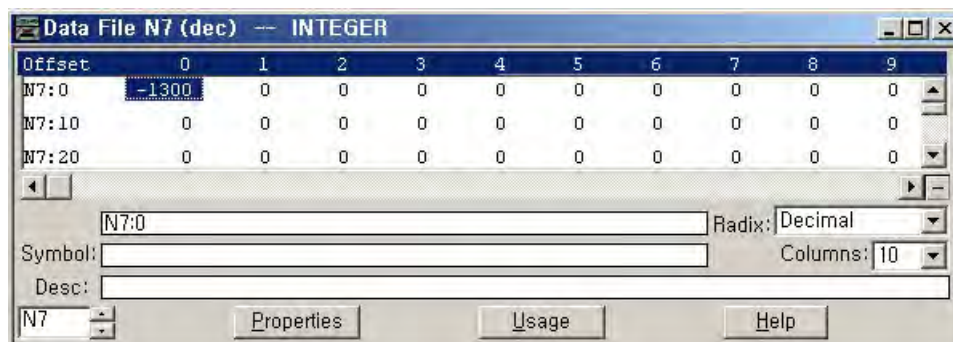 Data File N7 (dec) -- INTEGER
Offset 0 1 2 3 4 5 6 7 8 9
N7:0 -1300 0 0 0 0 0 0 0 0 0
N7:10 0 0 0 0 0 0 0 0 0 0
N7:20 0 0 0 0 0 0 0 0 0 0
N7:0 Radix: Decimal
Symbol: Columns: 10
Desc:
N7 Properties Usage Help